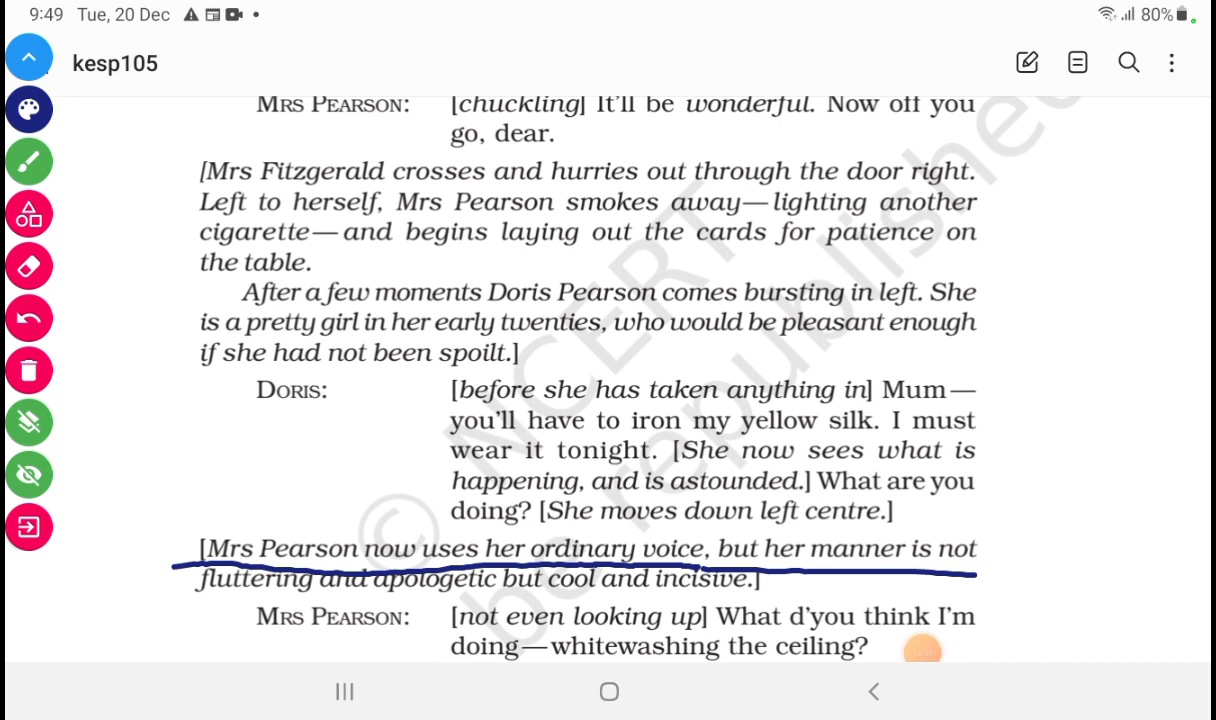 9:49 Tue, 20 Dec 80%
kesp105
MRS PEARSON: [chuckling] It'll be wonderful. Now off you
go, dear.
[Mrs Fitzgerald crosses and hurries out through the door right.
Left to herself, Mrs Pearson smokes away—lighting another
cigarette—and begins laying out the cards for patience on
the table.
After a few moments Doris Pearson comes bursting in left. She
is a pretty girl in her early twenties, who would be pleasant enough
if she had not been spoilt.]
DORIS: [before she has taken anything in] Mum—
you'll have to iron my yellow silk. I must
wear it tonight. [She now sees what is
happening, and is astounded.] What are you
doing? [She moves down left centre.]
[Mrs Pearson now uses her ordinary voice, but her manner is not
fluttering and apologetic but cool and incisive.]
MRS PEARSON: [not even looking up] What d'you think I'm
doing—whitewashing the ceiling?
© NCERT
be republished